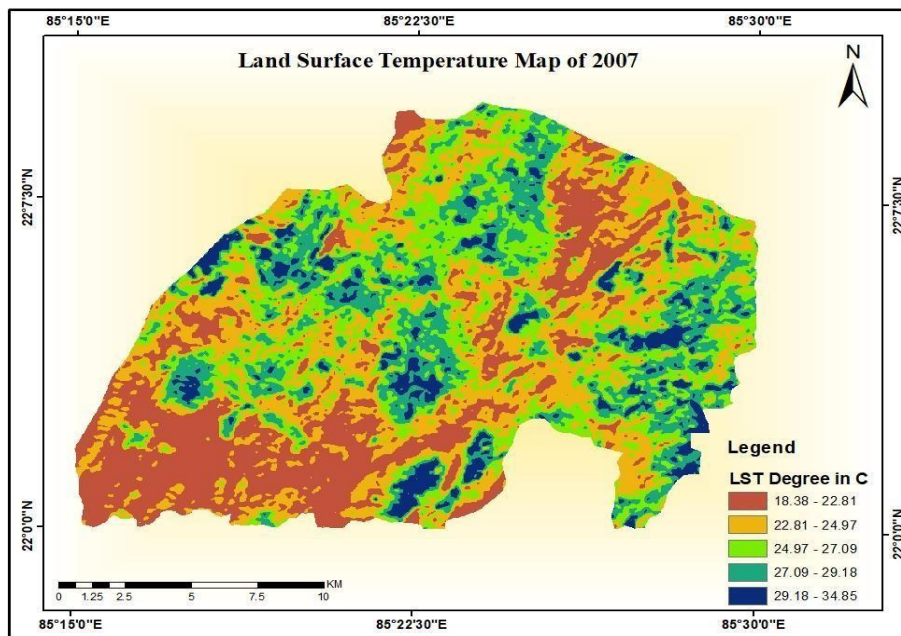 85°15'0"E 85°22'30"E 85°30'0"E
Land Surface Temperature Map of 2007
N
22°7'30"N 22°7'30"N
Legend
LST Degree in C
18.38 - 22.81
22.81 - 24.97
24.97 - 27.09
27.09 - 29.18
29.18 - 34.85
22°0'0"N 22°0'0"N
KM
0 1.25 2.5 5 7.5 10
85°15'0"E 85°22'30"E 85°30'0"E